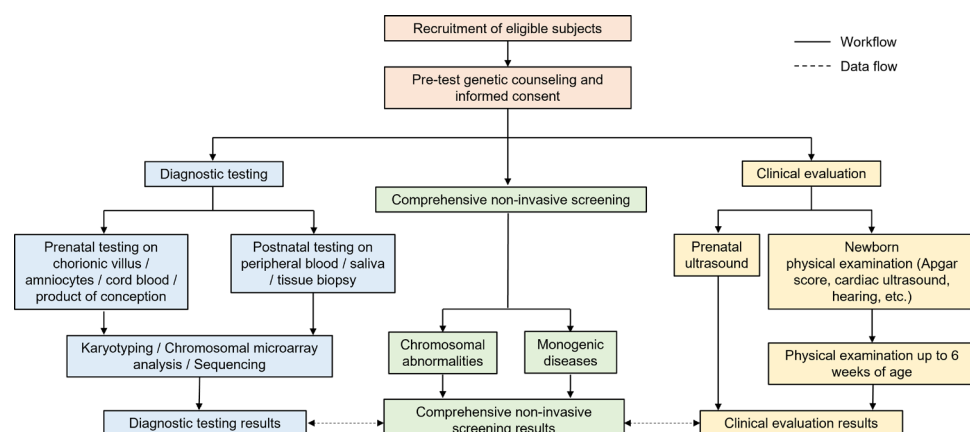 Recruitment of eligible subjects
Workflow
Data flow
Pre-test genetic counseling and
informed consent
Diagnostic testing
Comprehensive non-invasive screening
Clinical evaluation
Prenatal testing on
chorionic villus /
amniocytes / cord blood /
product of conception
Postnatal testing on
peripheral blood / saliva
/ tissue biopsy
Prenatal
ultrasound
Newborn
physical examination (Apgar
score, cardiac ultrasound,
hearing, etc.)
Karyotyping / Chromosomal microarray
analysis / Sequencing
Chromosomal
abnormalities
Monogenic
diseases
Physical examination up to 6
weeks of age
Diagnostic testing results
Comprehensive non-invasive
screening results
Clinical evaluation results